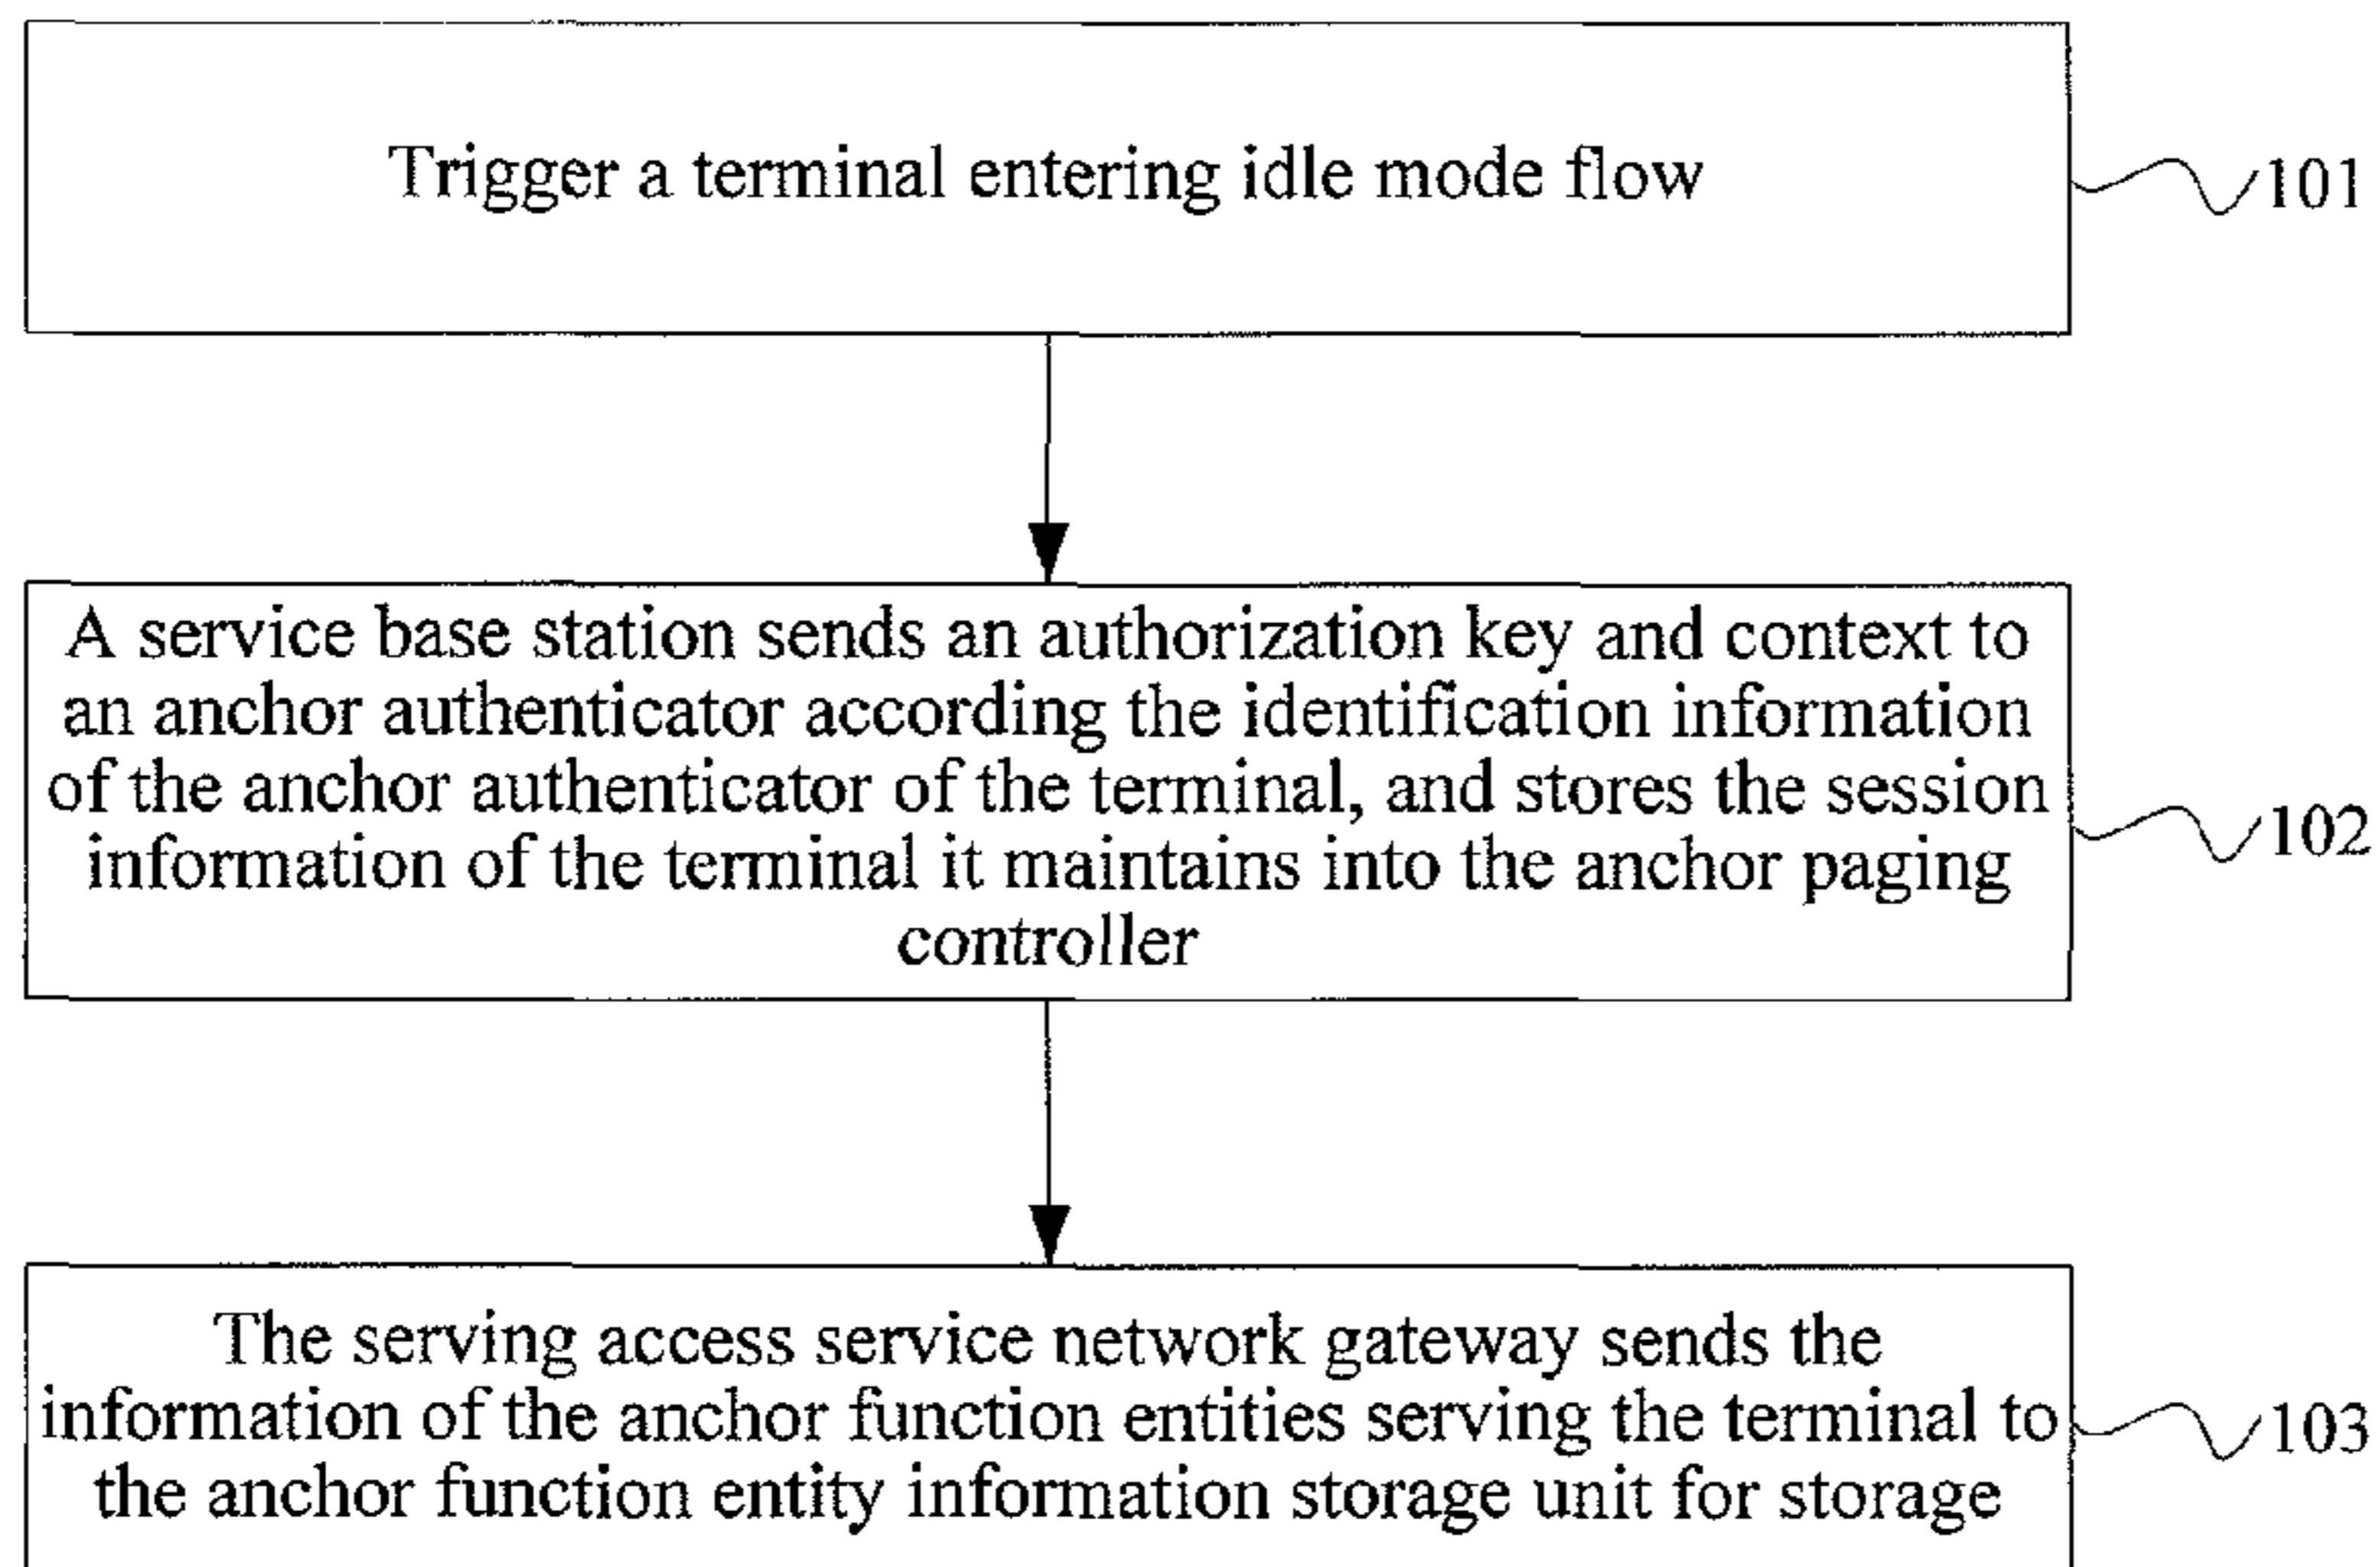 Trigger a terminal entering idle mode flow
101
A service base station sends an authorization key and context to
an anchor authenticator according the identification information
of the anchor authenticator of the terminal, and stores the session
information of the terminal it maintains into the anchor paging
controller
102
The serving access service network gateway sends the
information of the anchor function entities serving the terminal to
the anchor function entity information storage unit for storage
103